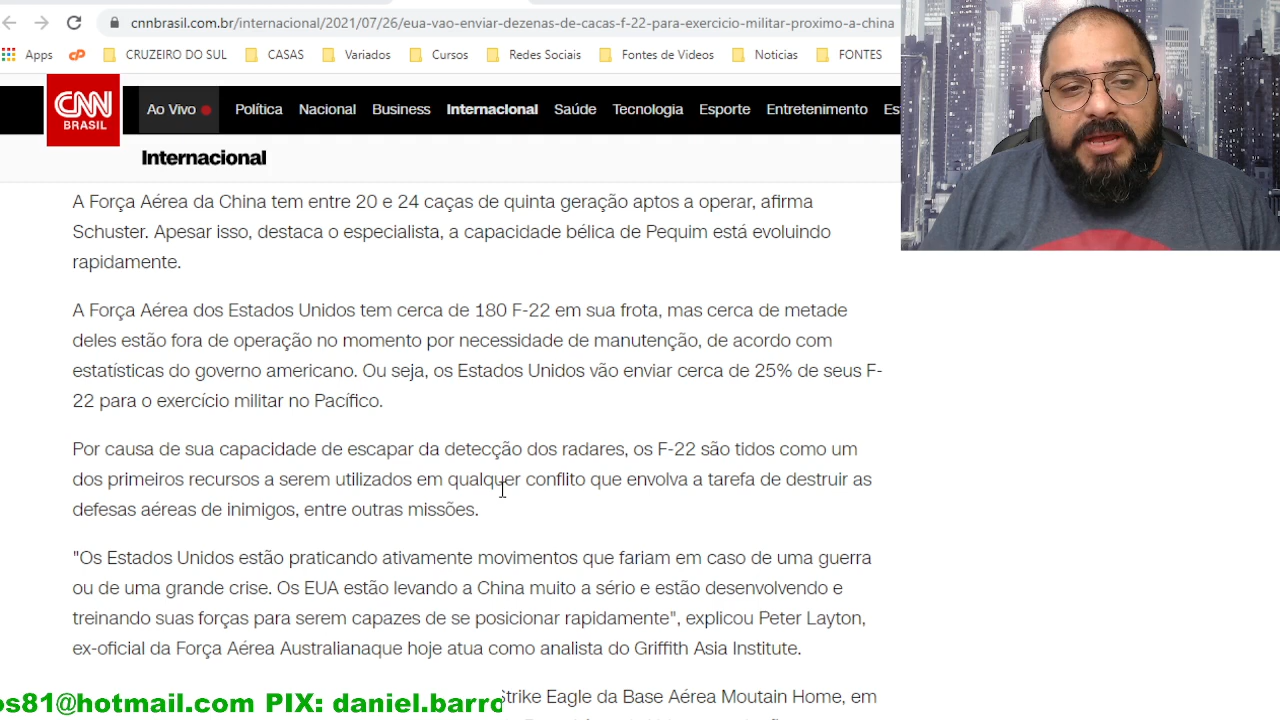 cnnbrasil.com.br/internacional/2021/07/26/eua-vao-enviar-dezenas-de-cacas-f-22-para-exercicio-militar-proximo-a-china
Apps CRUZEIRO DO SUL CASAS Variados Cursos Redes Sociais Fontes de Videos Noticias FONTES
CNN BRASIL
Ao Vivo Política Nacional Business Internacional Saúde Tecnologia Esporte Entretenimento Es
Internacional
A Força Aérea da China tem entre 20 e 24 caças de quinta geração aptos a operar, afirma
Schuster. Apesar isso, destaca o especialista, a capacidade bélica de Pequim está evoluindo
rapidamente.
A Força Aérea dos Estados Unidos tem cerca de 180 F-22 em sua frota, mas cerca de metade
deles estão fora de operação no momento por necessidade de manutenção, de acordo com
estatísticas do governo americano. Ou seja, os Estados Unidos vão enviar cerca de 25% de seus F-
22 para o exercício militar no Pacífico.
Por causa de sua capacidade de escapar da detecção dos radares, os F-22 são tidos como um
dos primeiros recursos a serem utilizados em qualquer conflito que envolva a tarefa de destruir as
defesas aéreas de inimigos, entre outras missões.
"Os Estados Unidos estão praticando ativamente movimentos que fariam em caso de uma guerra
ou de uma grande crise. Os EUA estão levando a China muito a sério e estão desenvolvendo e
treinando suas forças para serem capazes de se posicionar rapidamente", explicou Peter Layton,
ex-oficial da Força Aérea Australianaque hoje atua como analista do Griffith Asia Institute.
Strike Eagle da Base Aérea Moutain Home, em
os81@hotmail.com PIX: daniel.barro